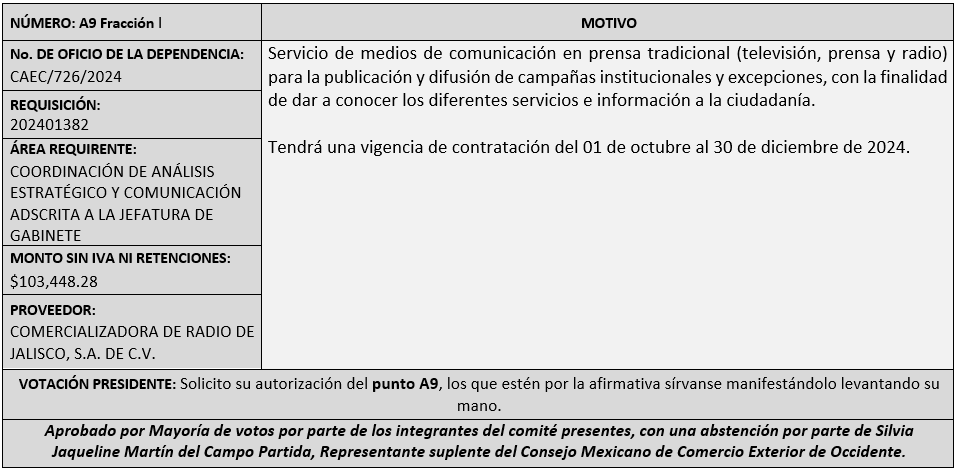 NÚMERO: A9 Fracción I
MOTIVO
No. DE OFICIO DE LA DEPENDENCIA:
CAEC/726/2024
REQUISICIÓN:
202401382
ÁREA REQUIRENTE:
COORDINACIÓN DE ANÁLISIS
ESTRATÉGICO Y COMUNICACIÓN
ADSCRITA A LA JEFATURA DE
GABINETE
MONTO SIN IVA NI RETENCIONES:
$103,448.28
PROVEEDOR:
COMERCIALIZADORA DE RADIO DE
JALISCO, S.A. DE C.V.
Servicio de medios de comunicación en prensa tradicional (televisión, prensa y radio)
para la publicación y difusión de campañas institucionales y excepciones, con la finalidad
de dar a conocer los diferentes servicios e información a la ciudadanía.
Tendrá una vigencia de contratación del 01 de octubre al 30 de diciembre de 2024.
VOTACIÓN PRESIDENTE: Solicito su autorización del punto A9, los que estén por la afirmativa sírvanse manifestándolo levantando su
mano.
Aprobado por Mayoría de votos por parte de los integrantes del comité presentes, con una abstención por parte de Silvia
Jaqueline Martín del Campo Partida, Representante suplente del Consejo Mexicano de Comercio Exterior de Occidente.